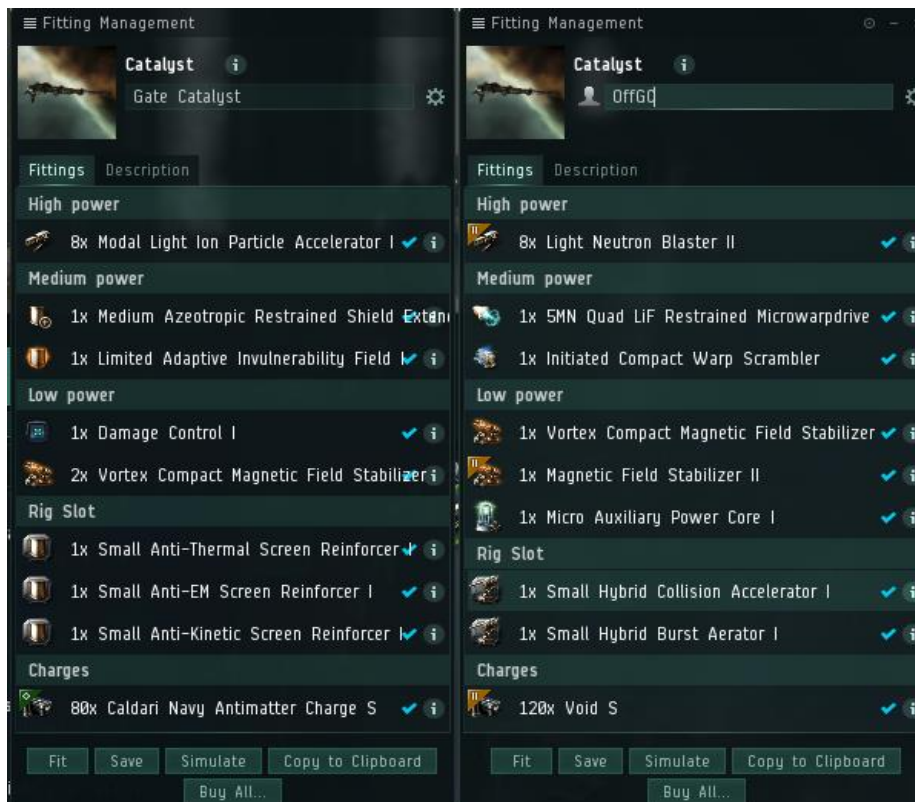 Fitting Management
Catalyst
Gate Catalyst
Fittings Description
High power
8x Modal Light Ion Particle Accelerator I
Medium power
1x Medium Azeotropic Restrained Shield Exten
1x Limited Adaptive Invulnerability Field I
Low power
1x Damage Control I
2x Vortex Compact Magnetic Field Stabilizer
Rig Slot
1x Small Anti-Thermal Screen Reinforcer I
1x Small Anti-EM Screen Reinforcer I
1x Small Anti-Kinetic Screen Reinforcer I
Charges
80x Caldari Navy Antimatter Charge S
Fit Save Simulate Copy to Clipboard
Buy All...
Fitting Management
Catalyst
OffGC
Fittings Description
High power
8x Light Neutron Blaster II
Medium power
1x 5MN Quad LiF Restrained Microwarpdrive
1x Initiated Compact Warp Scrambler
Low power
1x Vortex Compact Magnetic Field Stabilizer
1x Magnetic Field Stabilizer II
1x Micro Auxiliary Power Core I
Rig Slot
1x Small Hybrid Collision Accelerator I
1x Small Hybrid Burst Aerator I
Charges
120x Void S
Fit Save Simulate Copy to Clipboard
Buy All...